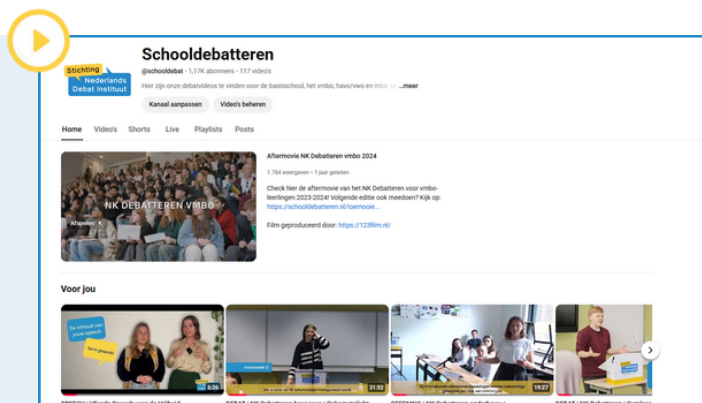 Stichting
Nederlands
Debat Instituut
Schooldebatteren
@schooldebat · 1,17K abonnees · 117 video's
Hier zijn onze debatvideos te vinden voor de basisschool, het vmbo, havo/vwo en mbo, ...meer
Kanaal aanpassen Video's beheren
Home Video's Shorts Live Playlists Posts
NK DEBATTEREN VMBO
Afspelen: K
Aftermovie NK Debatteren vmbo 2024
1.784 weergaven • 1 jaar geleden
Check hier de aftermovie van het NK Debatteren voor vmbo-
leerlingen 2023-2024! Volgende editie ook meedoen? Kijk op:
https://schooldebatteren.nl/toernooie...
Film geproduceerd door: https://123film.nl/
Voor jou
De inhoud van
jouw speech
6:26
31:52
19:27